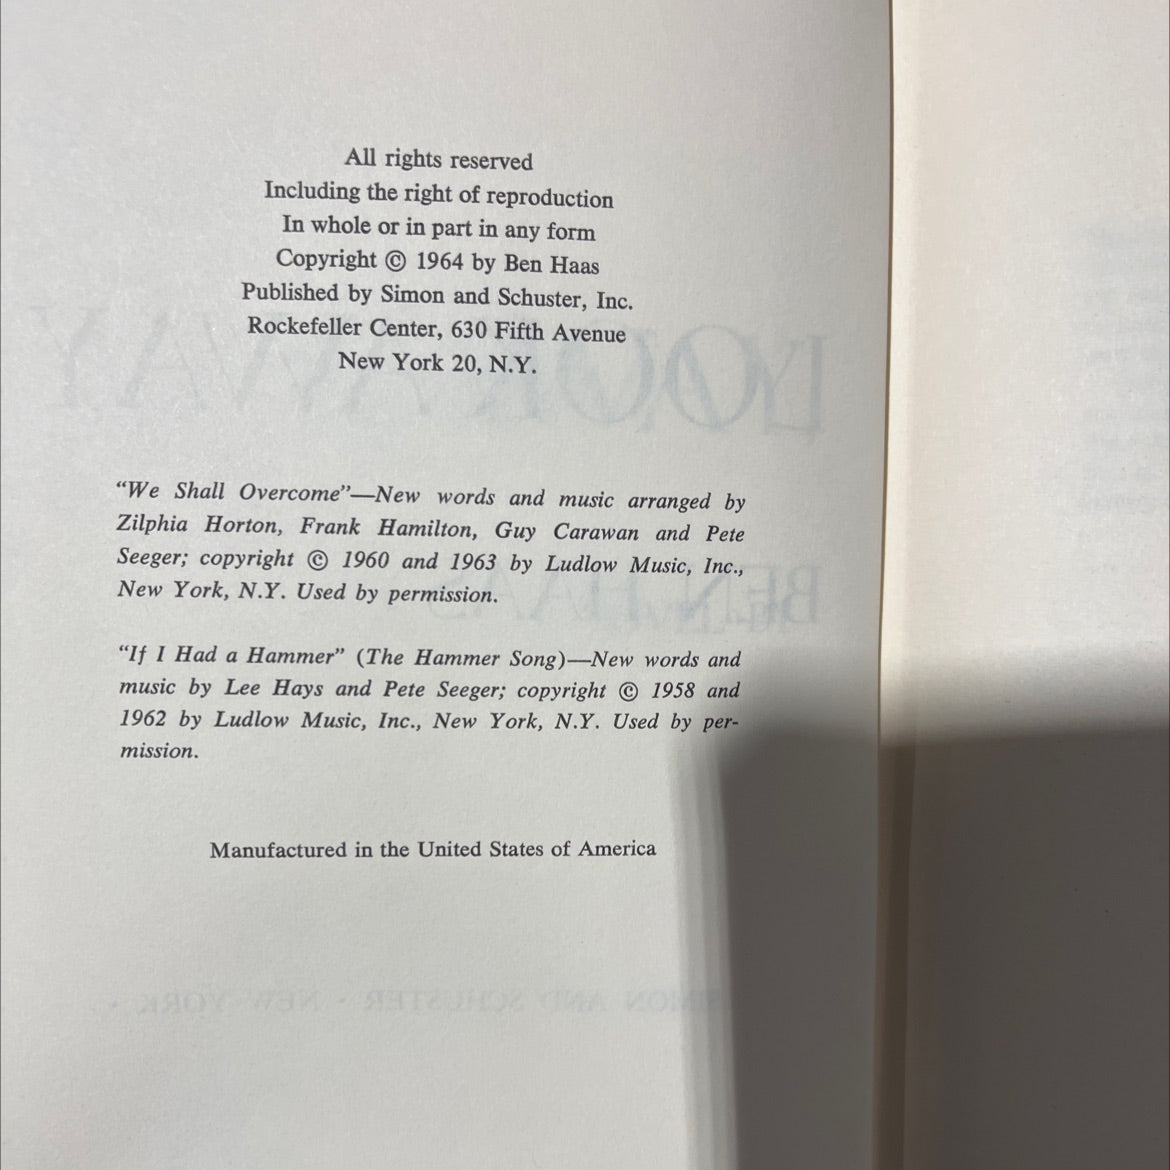 All rights reserved
Including the right of reproduction
In whole or in part in any form
Copyright © 1964 by Ben Haas
Published by Simon and Schuster, Inc.
Rockefeller Center, 630 Fifth Avenue
New York 20, N.Y.
“We Shall Overcome”—New words and music arranged by
Zilphia Horton, Frank Hamilton, Guy Carawan and Pete
Seeger; copyright © 1960 and 1963 by Ludlow Music, Inc.,
New York, N.Y. Used by permission.
“If I Had a Hammer” (The Hammer Song)—New words and
music by Lee Hays and Pete Seeger; copyright © 1958 and
1962 by Ludlow Music, Inc., New York, N.Y. Used by per-
mission.
Manufactured in the United States of America